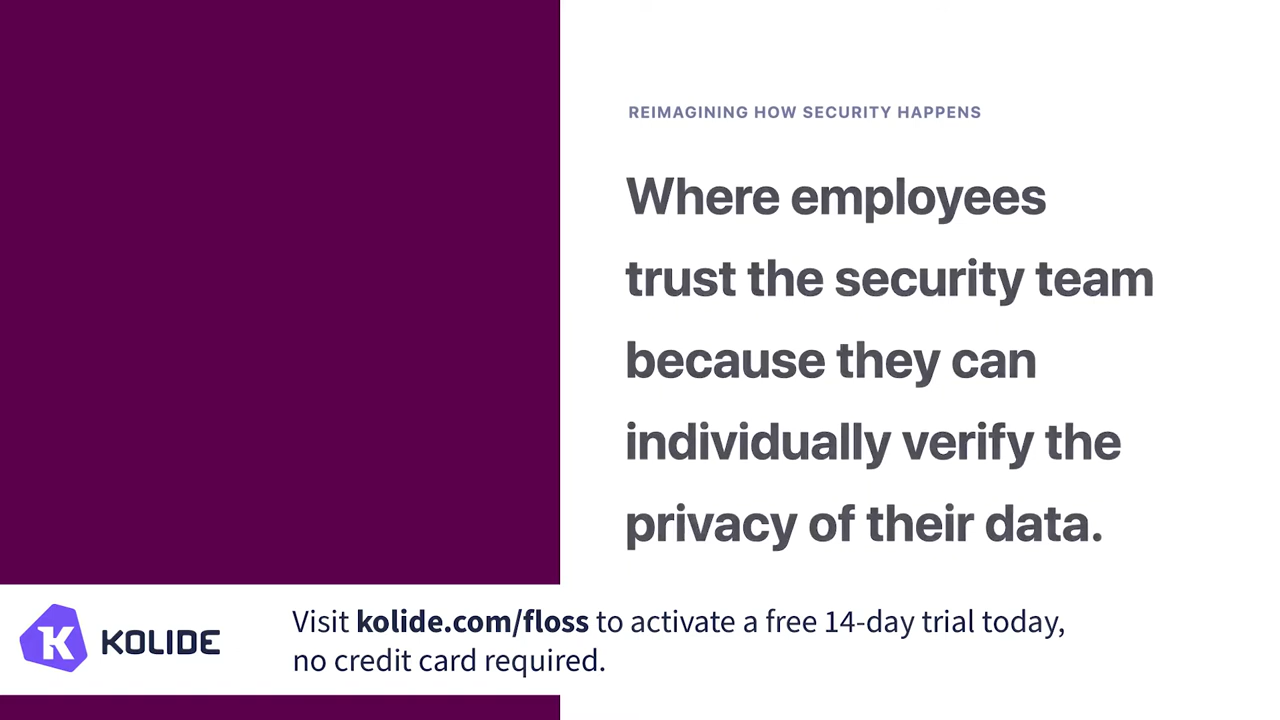 REIMAGINING HOW SECURITY HAPPENS
Where employees
trust the security team
because they can
individually verify the
privacy of their data.
K KOLIDE
Visit kolide.com/floss to activate a free 14-day trial today,
no credit card required.